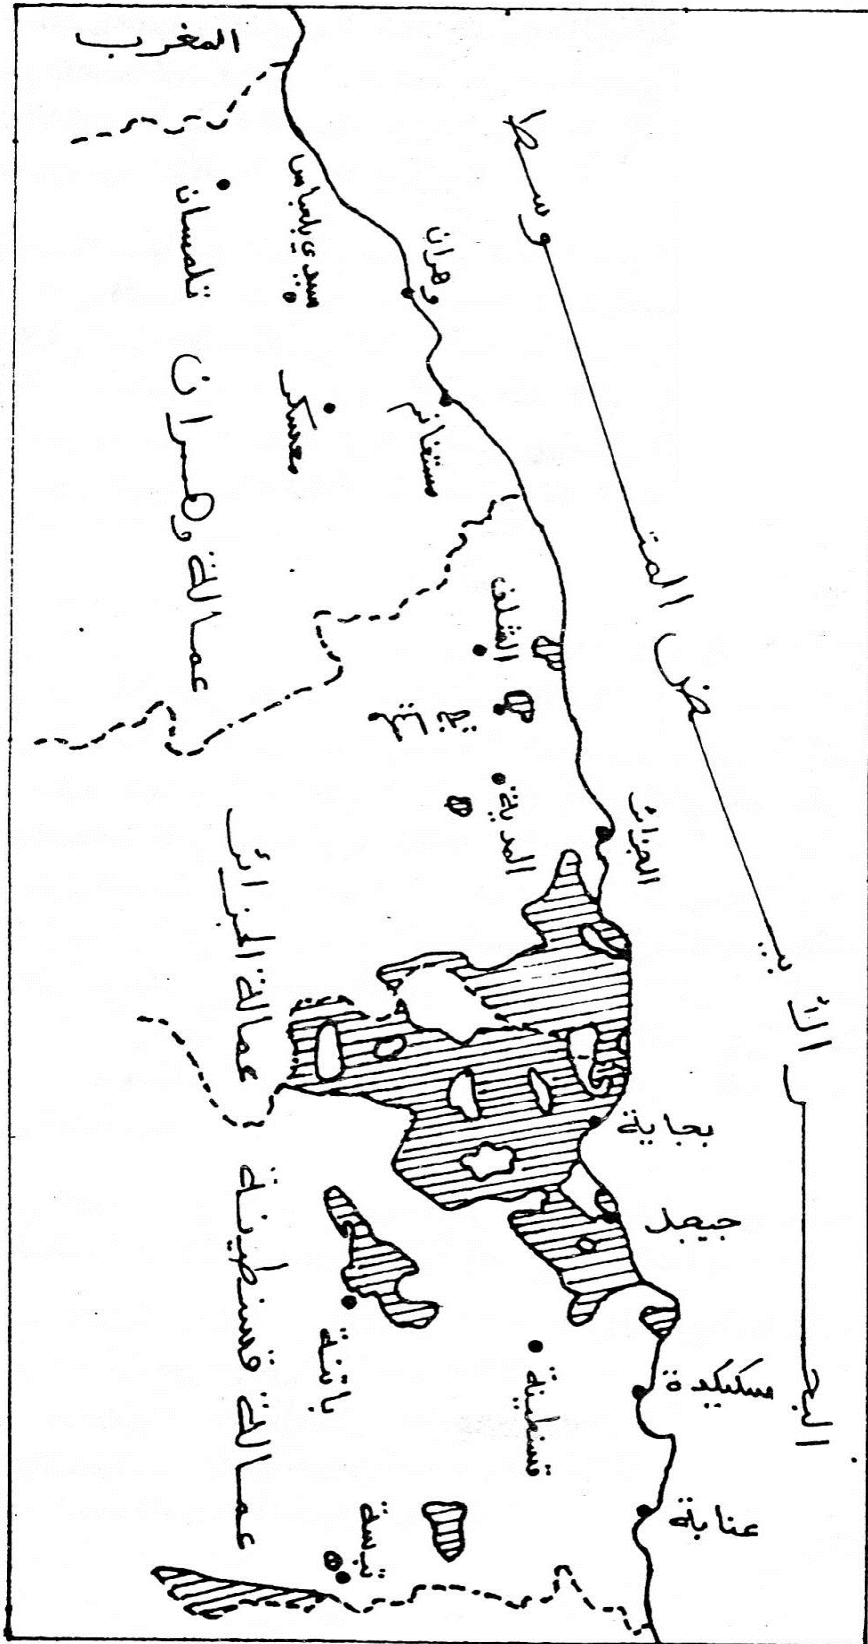 البحر الأبيض المتوسط
المغرب
تلمسان
سيدي بلعباس
وهران
معسكر
مستغانم
عمالة وهران
الشلف
المدية
الجزائر
عمالة الجزائر
بجاية
جيجل
سكيكدة
عنابة
قسنطينة
باتنة
تبسة
عمالة قسنطينة